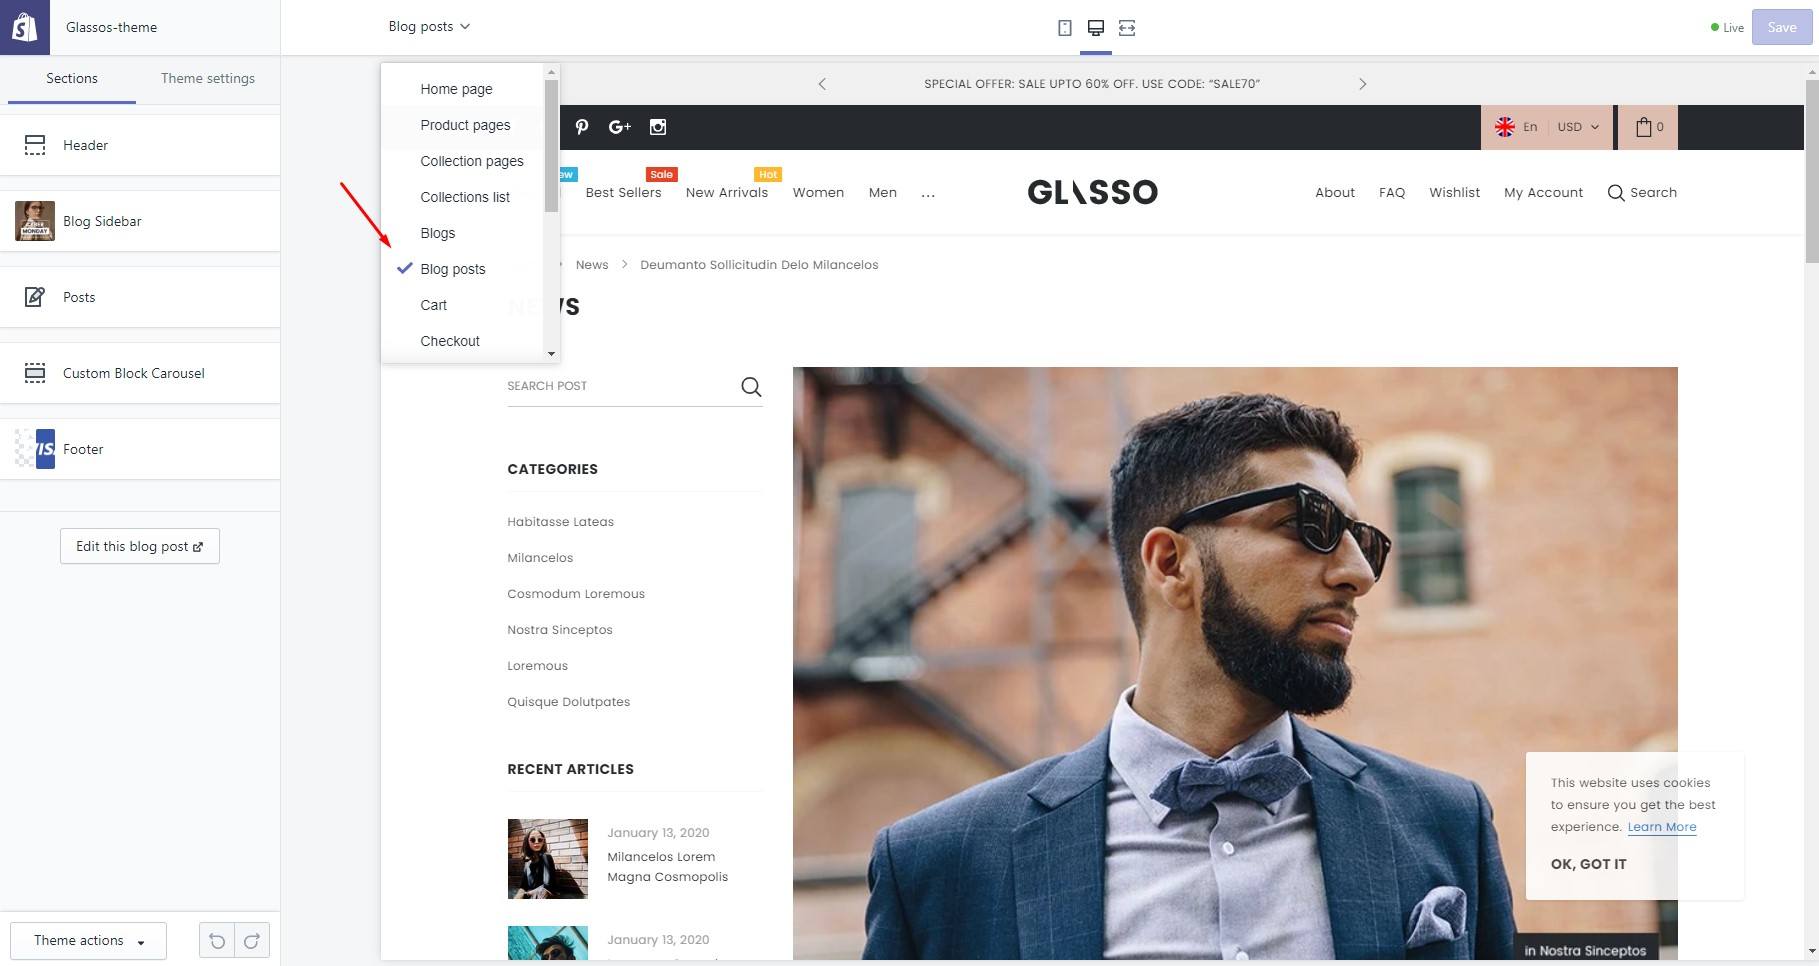 Glassos-theme
Blog posts
Live
Save
Sections
Theme settings
Header
Blog Sidebar
Posts
Custom Block Carousel
Footer
Edit this blog post
Theme actions
Home page
Product pages
Collection pages
Collections list
Blogs
Blog posts
Cart
Checkout
SPECIAL OFFER: SALE UPTO 60% OFF. USE CODE: “SALE70”
En
USD
0
Sale
Hot
Best Sellers
New Arrivals
Women
Men
...
GLASSO
About
FAQ
Wishlist
My Account
Search
News
Deumanto Sollicitudin Delo Milancelos
NEWS
SEARCH POST
CATEGORIES
Habitasse Lateas
Milancelos
Cosmodum Loremous
Nostra Sinceptos
Loremous
Quisque Dolutpates
RECENT ARTICLES
January 13, 2020
Milancelos Lorem
Magna Cosmopolis
January 13, 2020
This website uses cookies
to ensure you get the best
experience. Learn More
OK, GOT IT
in Nostra Sinceptos